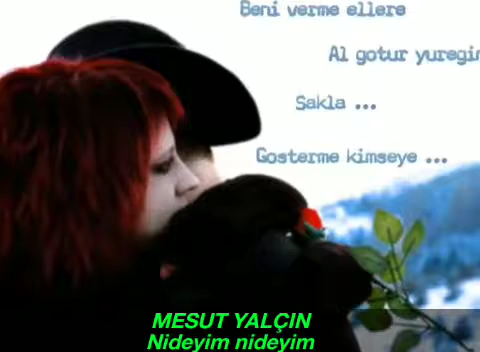 Beni verme ellere
Al gotur yuregin
Sakla ...
Gosterme kimseye ...
MESUT YALÇIN
Nideyim nideyim